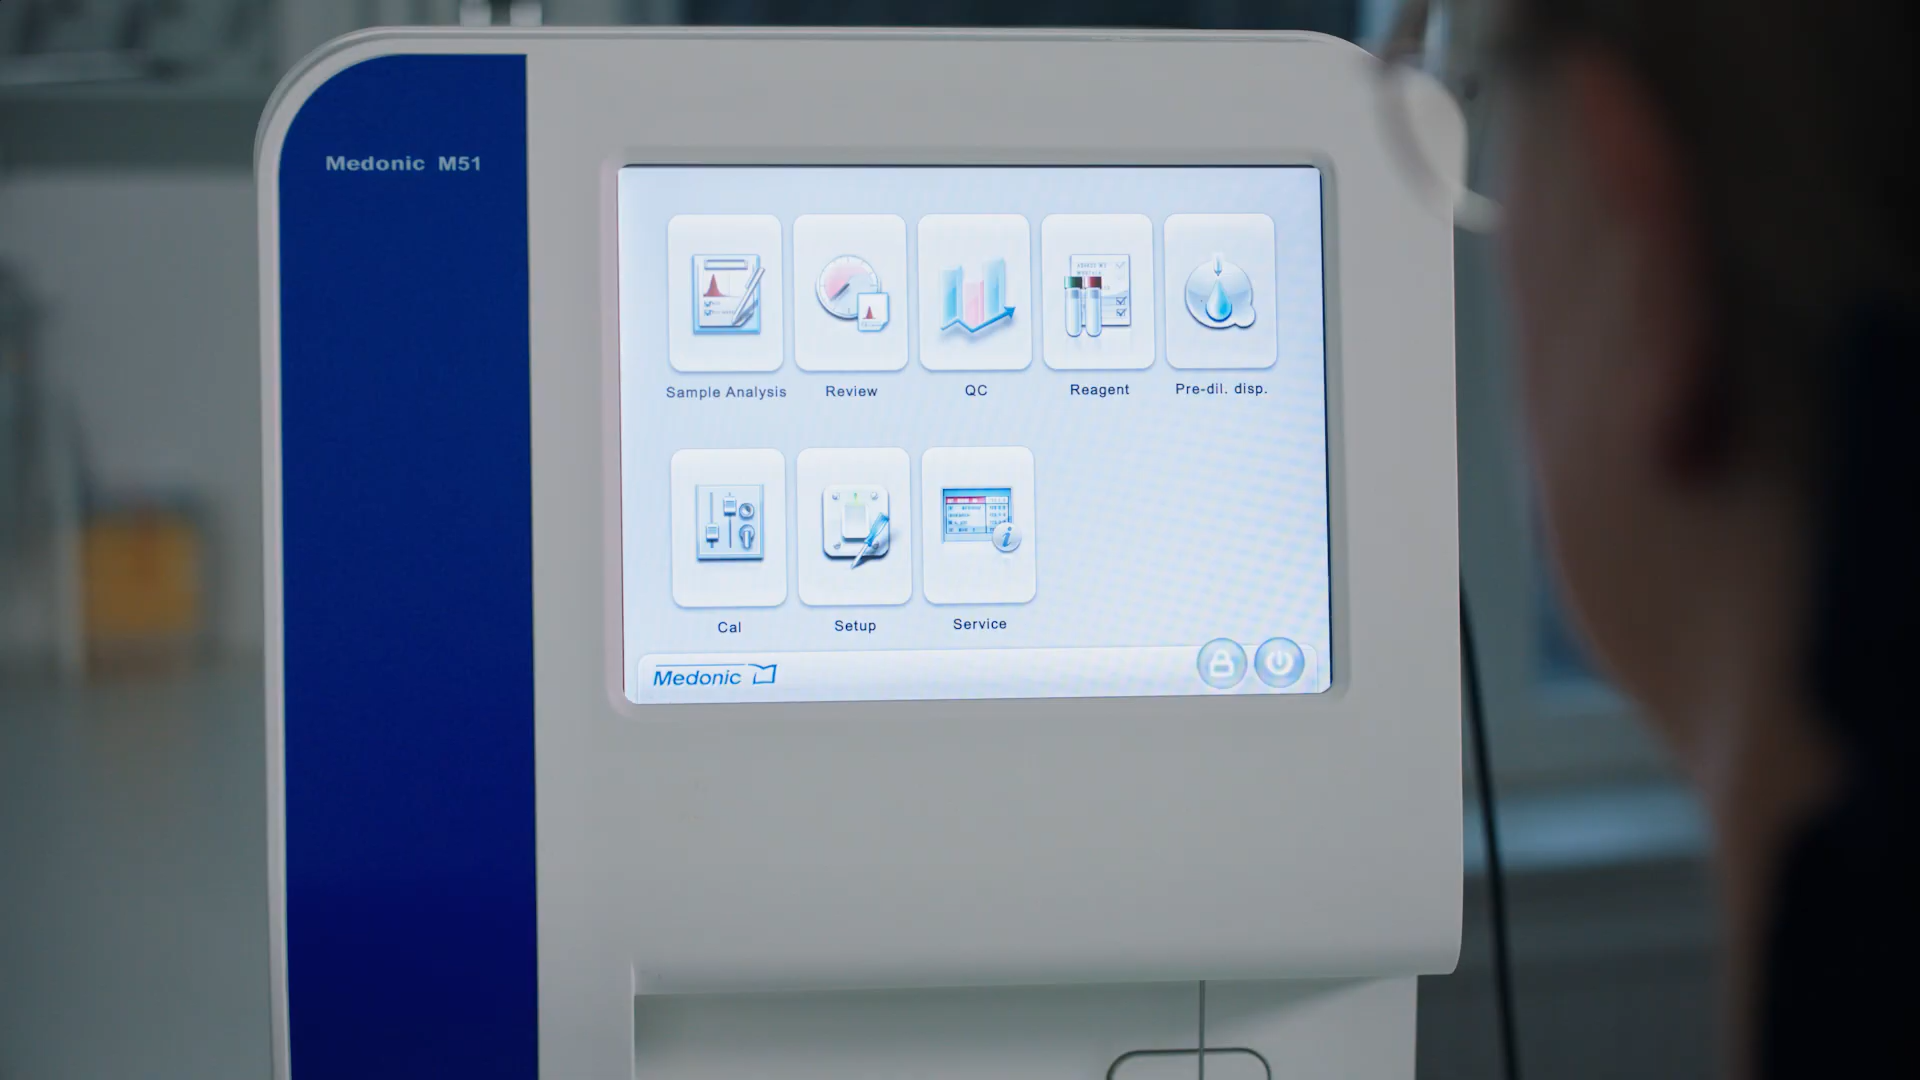 Medonic M51
Sample Analysis
Review
QC
Reagent
Pre-dil. disp.
Cal
Setup
Service
Medonic